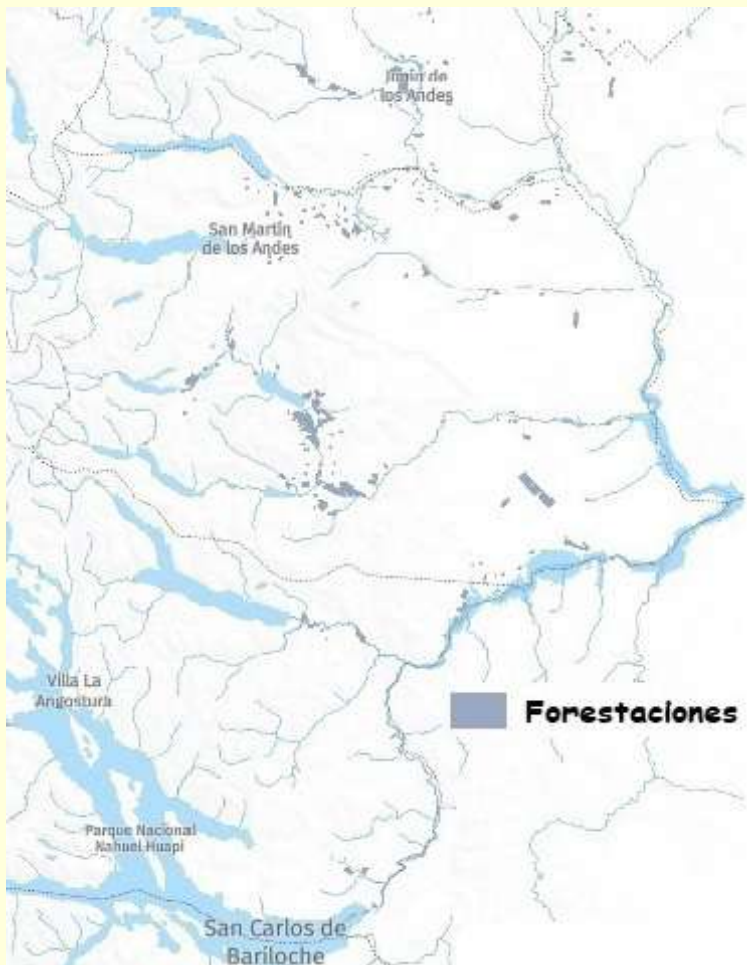 Junín de
los Andes
San Martín
de los Andes
Villa La
Angostura
Forestaciones
Parque Nacional
Nahuel Huapi
San Carlos de
Bariloche